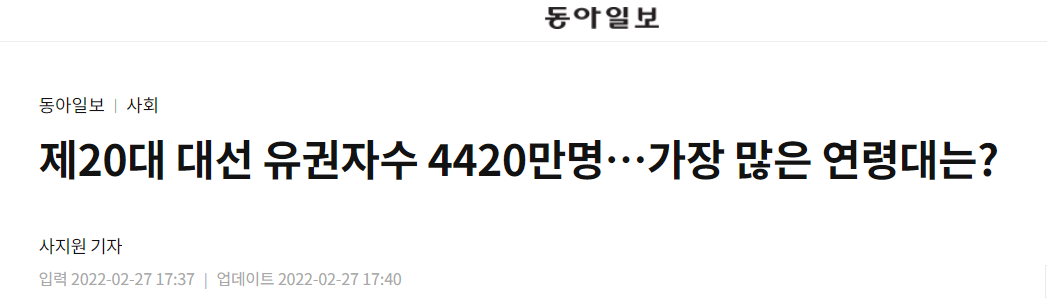 동아일보
동아일보 | 사회
제20대 대선 유권자수 4420만명…가장 많은 연령대는?
사지원 기자
입력 2022-02-27 17:37 | 업데이트 2022-02-27 17:40